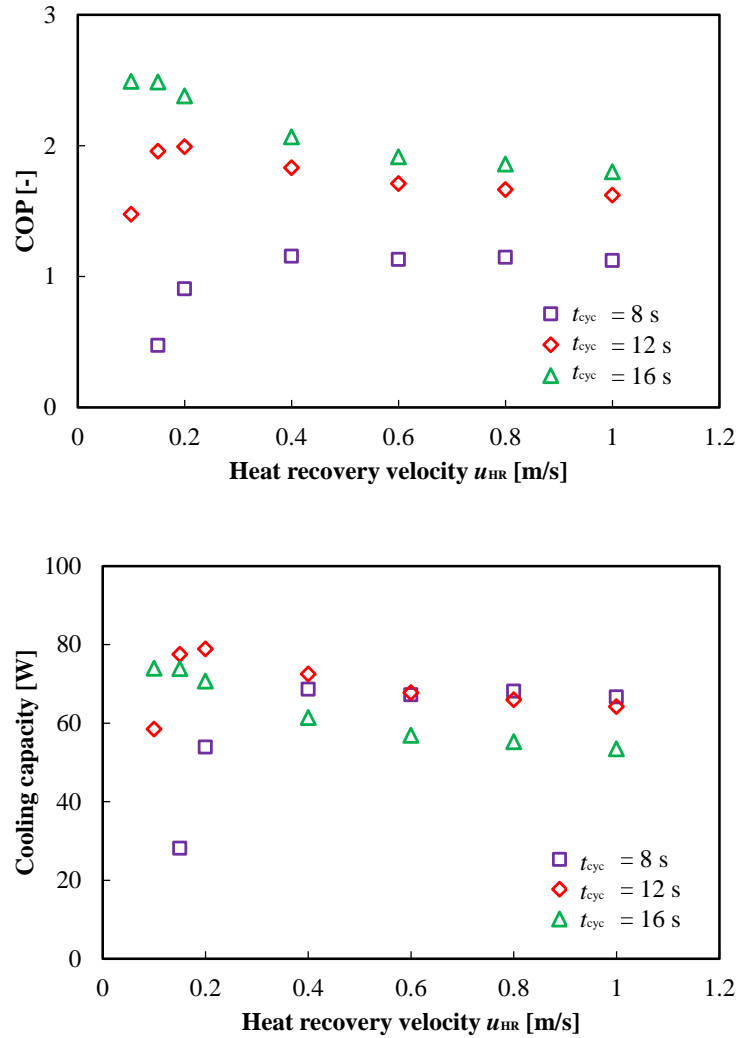 3
2
1
0
COP [-]
0
0.2
0.4
0.6
0.8
1
1.2
Heat recovery velocity uHR [m/s]
tcyc = 8 s
tcyc = 12 s
tcyc = 16 s
100
80
60
40
20
0
Cooling capacity [W]
0
0.2
0.4
0.6
0.8
1
1.2
Heat recovery velocity uHR [m/s]
tcyc = 8 s
tcyc = 12 s
tcyc = 16 s